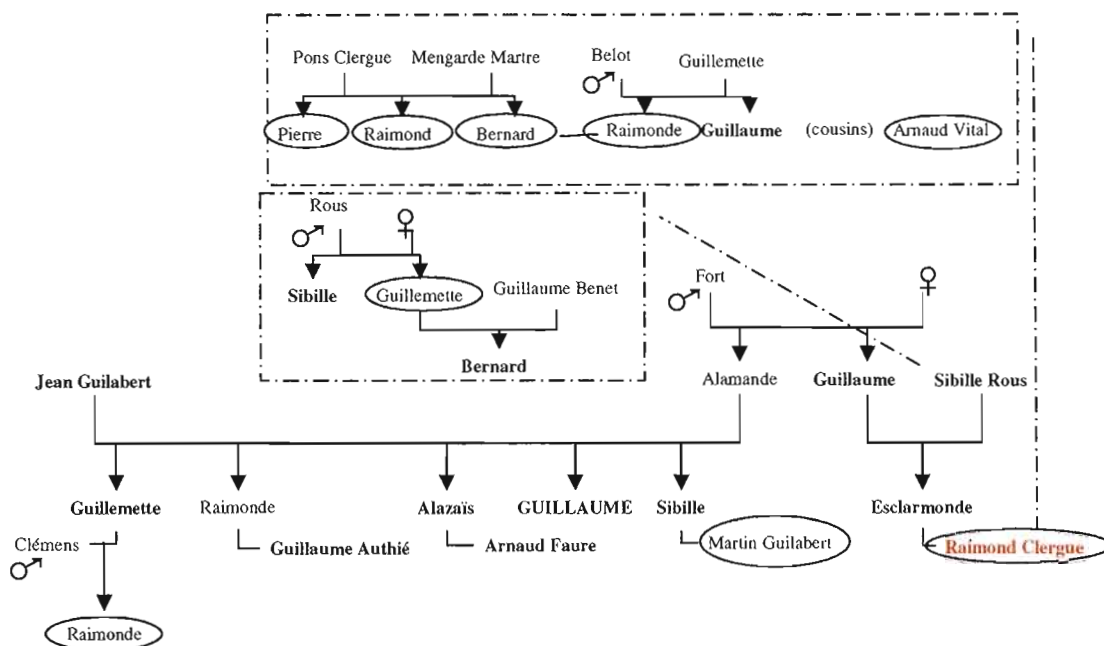 Pons Clergue Mengarde Martre Belot Guillemette
Pierre Raimond Bernard Raimonde Guillaume (cousins) Arnaud Vital
Rous
Sibille Guillemette Guillaume Benet
Bernard
Fort
Jean Guilabert Alamande Guillaume Sibille Rous
Guillemette Raimonde Alazaïs GUILLAUME Sibille Esclarmonde
Clémens Guillaume Authié Arnaud Faure Martin Guilabert Raimond Clergue
Raimonde